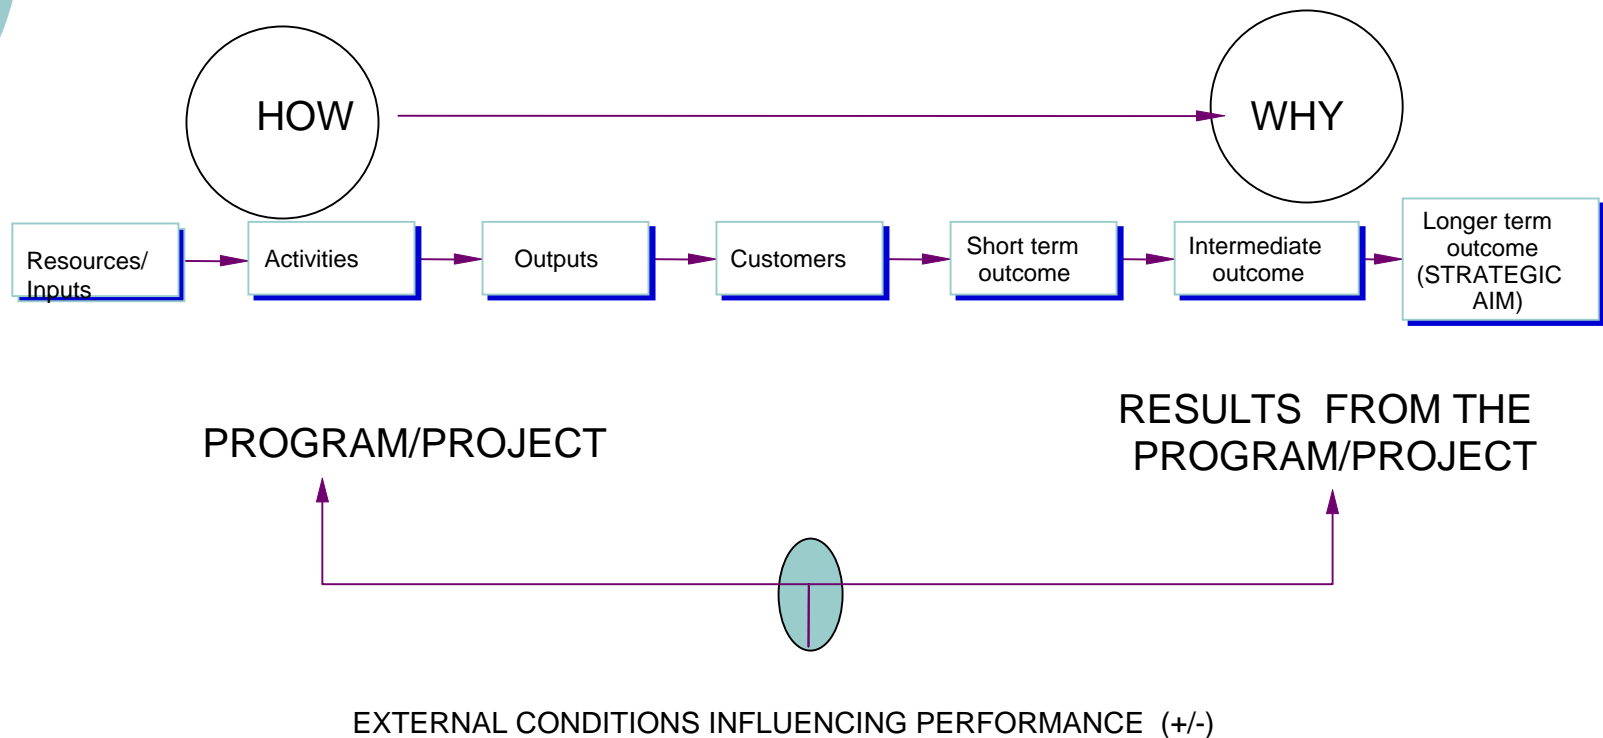 HOW
WHY
Resources/
Inputs
Activities
Outputs
Customers
Short term
outcome
Intermediate
outcome
Longer term
outcome
(STRATEGIC
AIM)
PROGRAM/PROJECT
RESULTS FROM THE
PROGRAM/PROJECT
EXTERNAL CONDITIONS INFLUENCING PERFORMANCE (+/-)